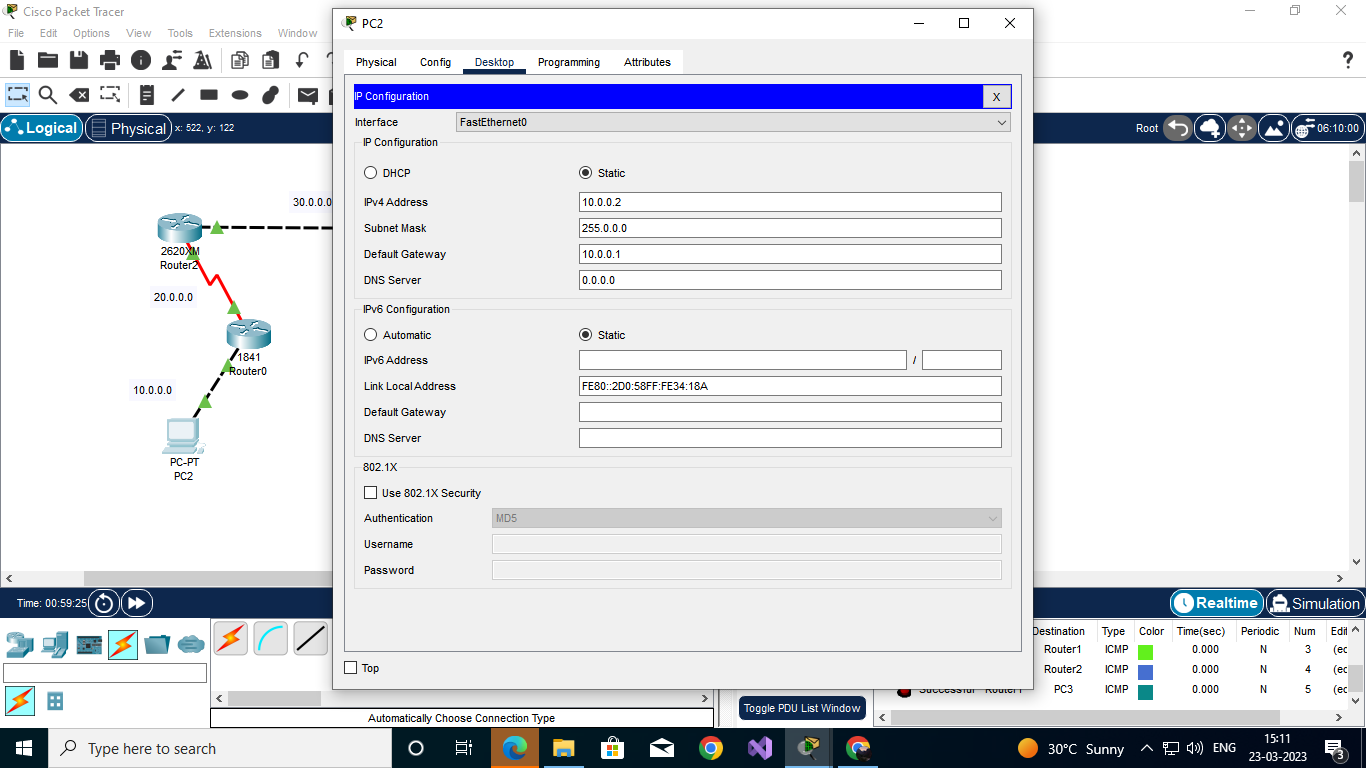 Cisco Packet Tracer
File Edit Options View Tools Extensions Window
PC2
Physical Config Desktop Programming Attributes
IP Configuration X
Interface FastEthernet0
IP Configuration
DHCP Static
IPv4 Address 10.0.0.2
Subnet Mask 255.0.0.0
Default Gateway 10.0.0.1
DNS Server 0.0.0.0
IPv6 Configuration
Automatic Static
IPv6 Address /
Link Local Address FE80::2D0:58FF:FE34:18A
Default Gateway
DNS Server
802.1X
Use 802.1X Security
Authentication MD5
Username
Password
Top
?
Logical Physical x: 522, y: 122
Root 06:10:00
30.0.0.0
2620XM
Router2
20.0.0.0
1841
Router0
10.0.0.0
PC-PT
PC2
Time: 00:59:25
Realtime Simulation
Automatically Choose Connection Type
Toggle PDU List Window
Destination Type Color Time(sec) Periodic Num Edit
Router1 ICMP 0.000 N 3
Router2 ICMP 0.000 N 4
Successful Router1 PC3 ICMP 0.000 N 5
Type here to search
30°C Sunny ENG 15:11
23-03-2023
3